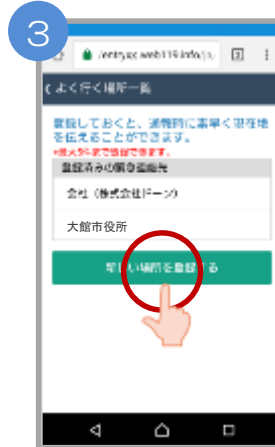 3
entryxx.web119.info/
よく行く場所一覧
登録しておくと、通報時に素早く現在地
を伝えることができます。
※最大5件まで登録できます。
登録済みの緊急連絡先
会社（株式会社ドーン）
大館市役所
新しい場所を登録する